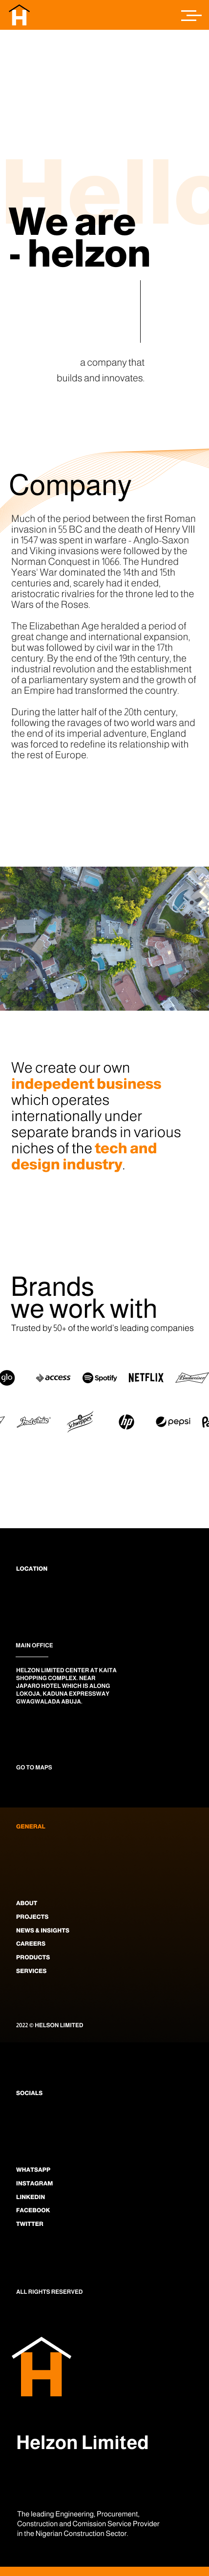 H
Hello
We are
- helzon
a company that
builds and innovates.
Company
Much of the period between the first Roman
invasion in 55 BC and the death of Henry VIII
in 1547 was spent in warfare - Anglo-Saxon
and Viking invasions were followed by the
Norman Conquest in 1066. The Hundred
Years' War dominated the 14th and 15th
centuries and, scarely had it ended,
aristocratic rivalries for the throne led to the
Wars of the Roses.
The Elizabethan Age heralded a period of
great change and international expansion,
but was followed by civil war in the 17th
century. By the end of the 19th century, the
industrial revolution and the establishment
of a parliamentary system and the growth of
an Empire had transformed the country.
During the latter half of the 20th century,
following the ravages of two world wars and
the end of its imperial adventure, England
was forced to redefine its relationship with
the rest of Europe.
We create our own
indepedent business
which operates
internationally under
separate brands in various
niches of the tech and
design industry.
Brands
we work with
Trusted by 50+ of the world's leading companies
glo access Spotify NETFLIX Budweiser
Indomie Schweppes hp pepsi
LOCATION
MAIN OFFICE
HELZON LIMITED CENTER AT KAITA
SHOPPING COMPLEX. NEAR
JAPARO HOTEL WHICH IS ALONG
LOKOJA, KADUNA EXPRESSWAY
GWAGWALADA ABUJA.
GO TO MAPS
GENERAL
ABOUT
PROJECTS
NEWS & INSIGHTS
CAREERS
PRODUCTS
SERVICES
2022 © HELSON LIMITED
SOCIALS
WHATSAPP
INSTAGRAM
LINKEDIN
FACEBOOK
TWITTER
ALL RIGHTS RESERVED
H
Helzon Limited
The leading Engineering, Procurement,
Construction and Comission Service Provider
in the Nigerian Construction Sector.